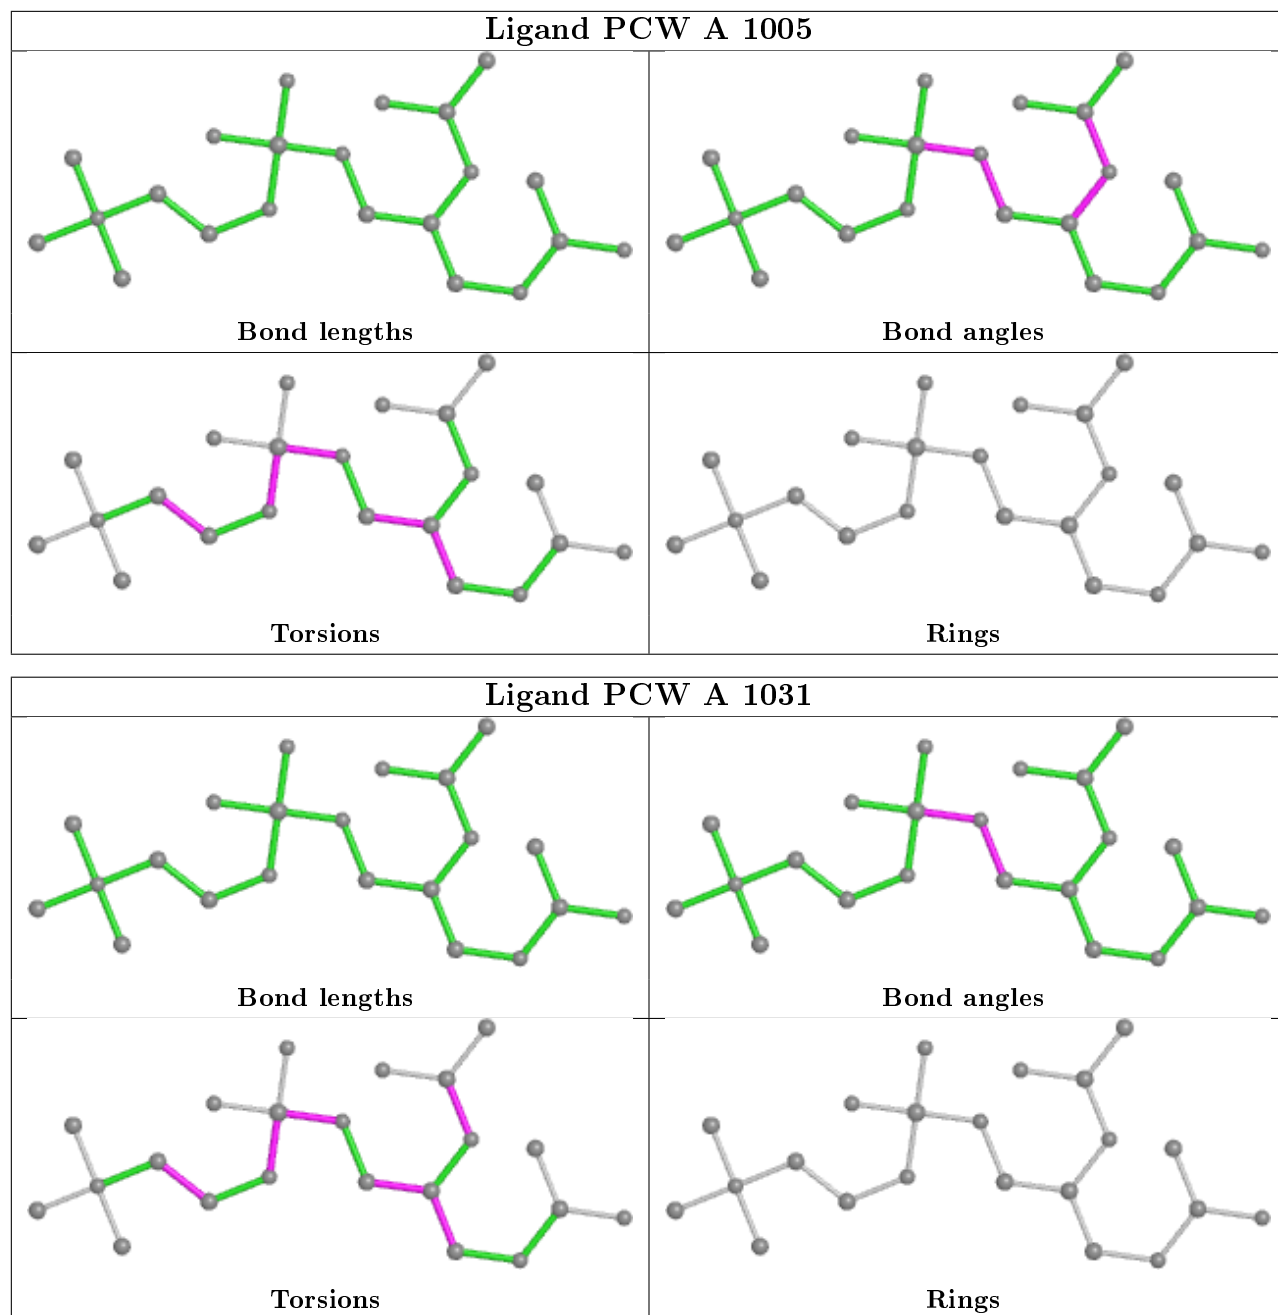 Ligand PCW A 1005
Bond lengths
Bond angles
Torsions
Rings
Ligand PCW A 1031
Bond lengths
Bond angles
Torsions
Rings